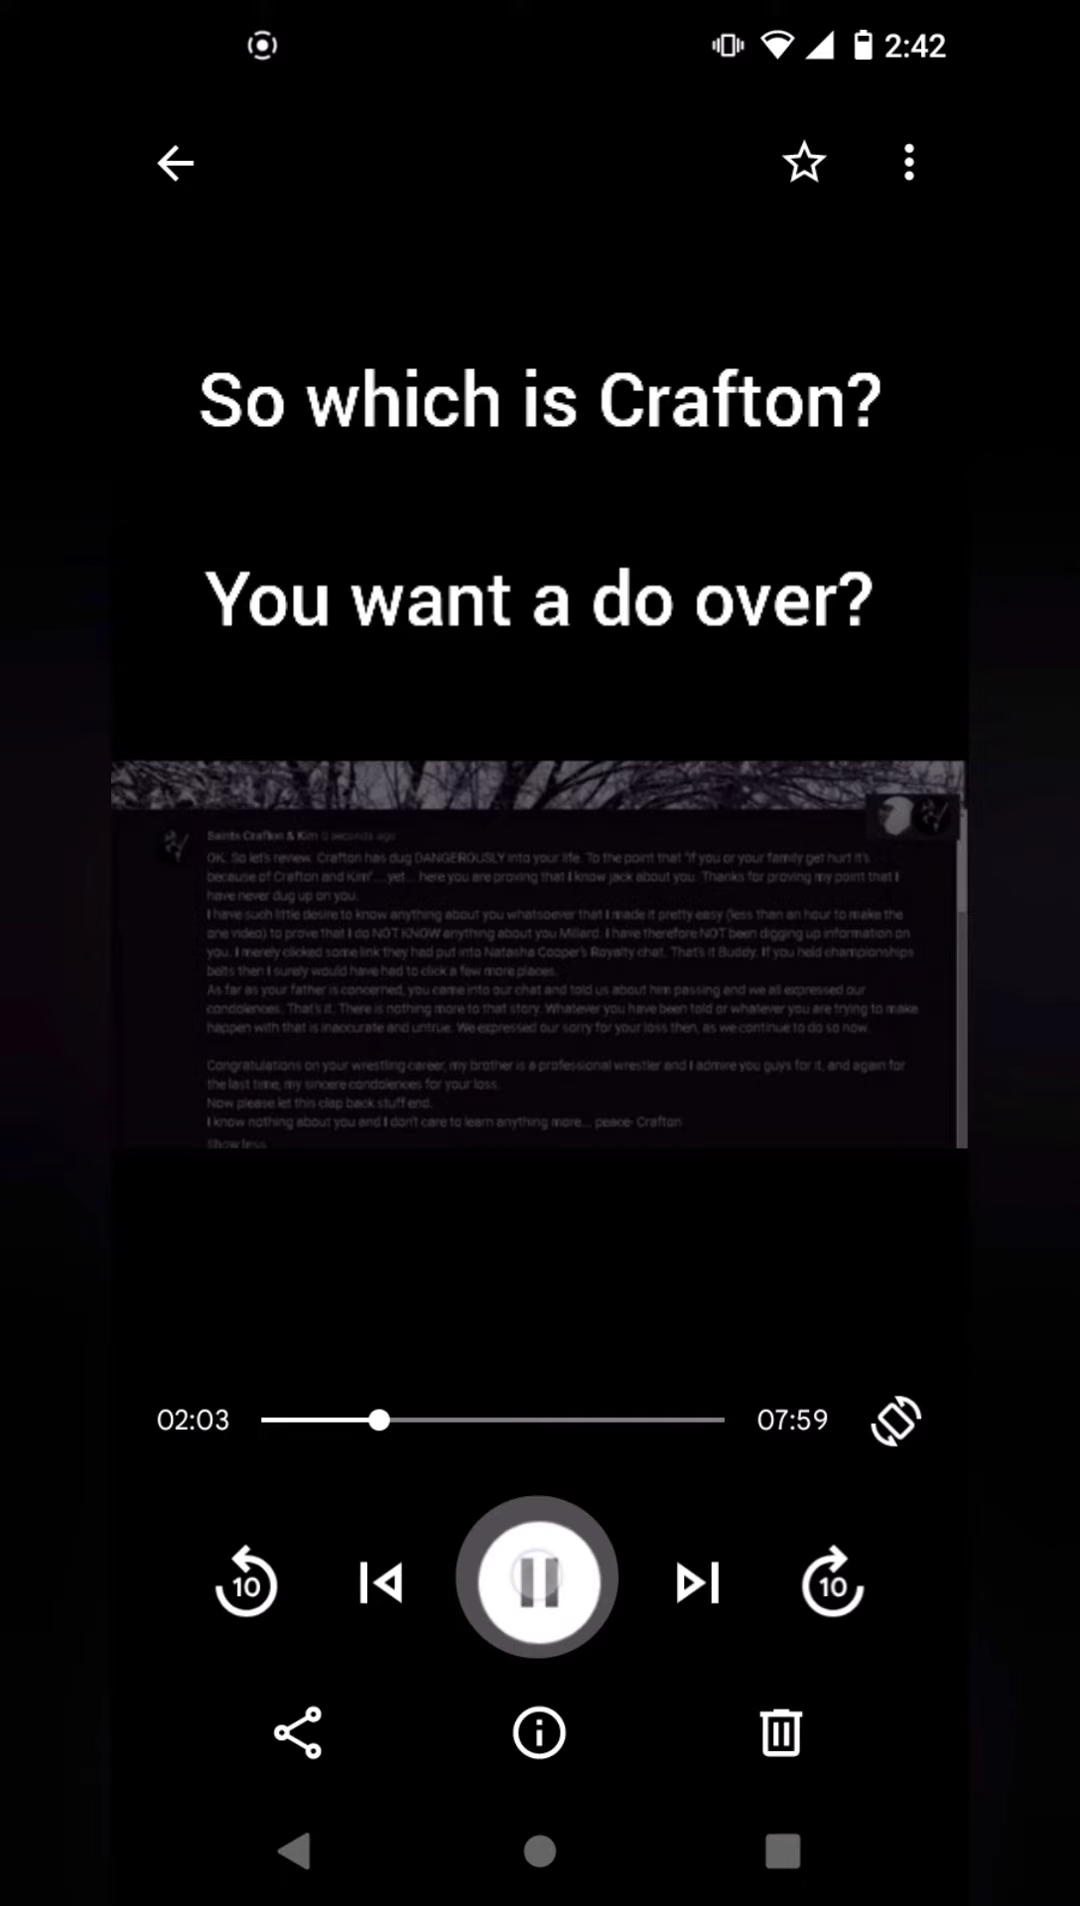 2:42
So which is Crafton?
You want a do over?
Saints Crafton & Kim 0 seconds ago
OK. So let's review. Crafton has dug DANGEROUSLY into your life. To the point that "if you or your family get hurt it's
because of Crafton and Kim"....yet... here you are proving that I know jack about you. Thanks for proving my point that I
have never dug up on you.
I have such little desire to know anything about you whatsoever that I made it pretty easy (less than an hour to make the
one video) to prove that I do NOT KNOW anything about you Millard. I have therefore NOT been digging up information on
you. I merely clicked some link they had put into Natasha Cooper's Royalty chat. That's it Buddy. If you held championships
belts then I surely would have had to click a few more places.
As far as your father is concerned, you came into our chat and told us about him passing and we all expressed our
condolences. That's it. There is nothing more to that story. Whatever you have been told or whatever you are trying to make
happen with that is inaccurate and untrue. We expressed our sorry for your loss then, as we continue to do so now.
Congratulations on your wrestling career, my brother is a professional wrestler and I admire you guys for it, and again for
the last time, my sincere condolences for your loss.
Now please let this clap back stuff end.
I know nothing about you and I don't care to learn anything more... peace- Crafton
Show less
02:03 07:59
10 10